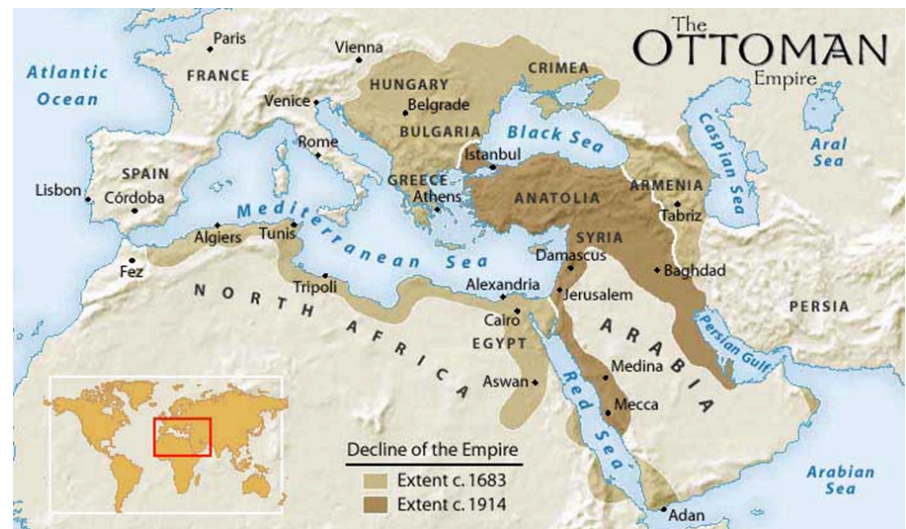 The
OTTOMAN
Empire
Paris
Vienna
FRANCE
CRIMEA
Atlantic
Ocean
HUNGARY
Venice
Belgrade
BULGARIA
Black Sea
Caspian Sea
Aral
Sea
Rome
Istanbul
SPAIN
GREECE
ANATOLIA
ARMENIA
Lisbon
Córdoba
Athens
Tabriz
Mediterranean Sea
Algiers
Tunis
SYRIA
Damascus
Baghdad
Fez
Tripoli
Alexandria
Jerusalem
PERSIA
NORTH AFRICA
Cairo
ARABIA
Persian Gulf
EGYPT
Medina
Aswan
Red Sea
Mecca
Decline of the Empire
Extent c. 1683
Extent c. 1914
Arabian
Sea
Adan